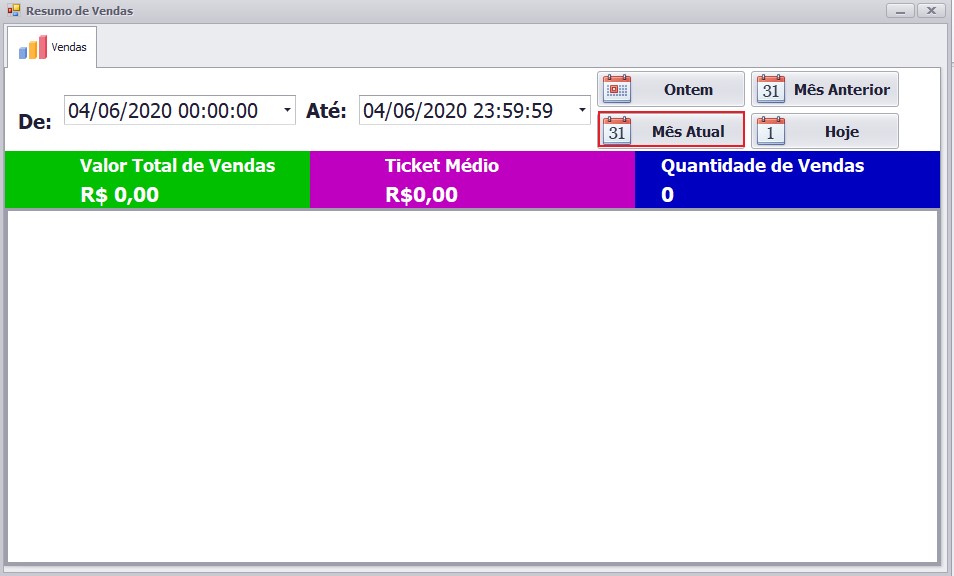 Resumo de Vendas
Vendas
De: 04/06/2020 00:00:00 Até: 04/06/2020 23:59:59
Ontem
31 Mês Anterior
31 Mês Atual
1 Hoje
Valor Total de Vendas
R$ 0,00
Ticket Médio
R$0,00
Quantidade de Vendas
0